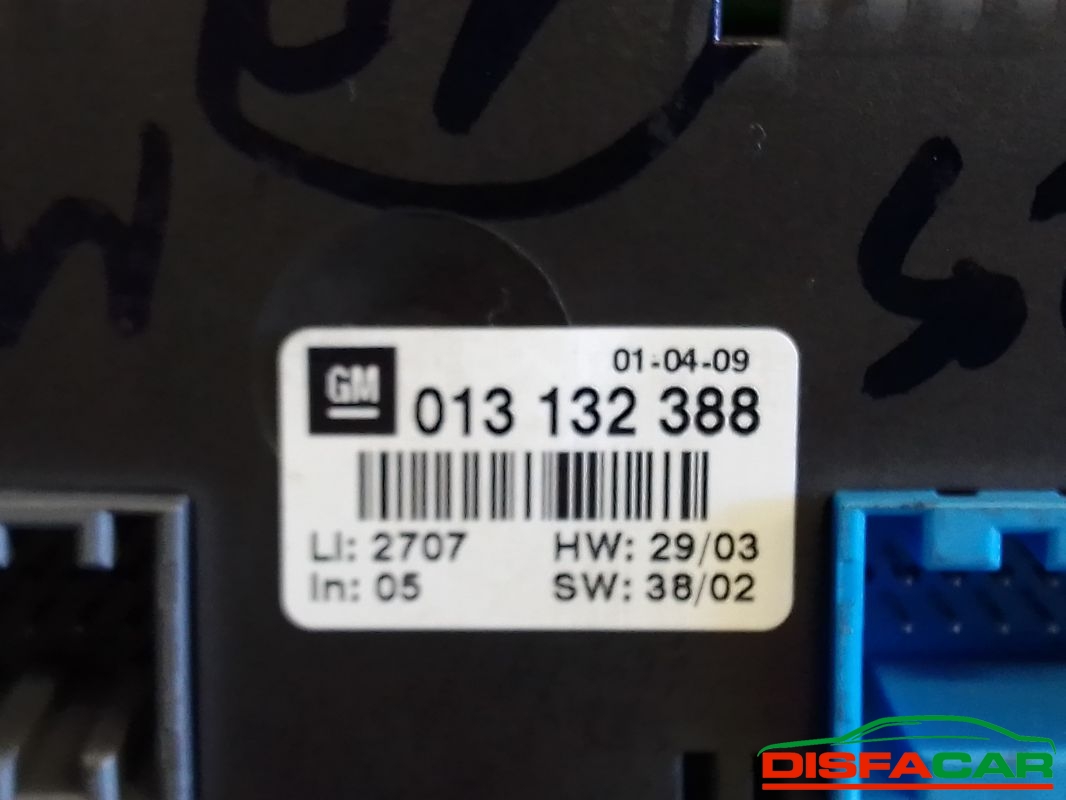 01-04-09
GM
013 132 388
LI: 2707 HW: 29/03
In: 05 SW: 38/02
DISFACAR